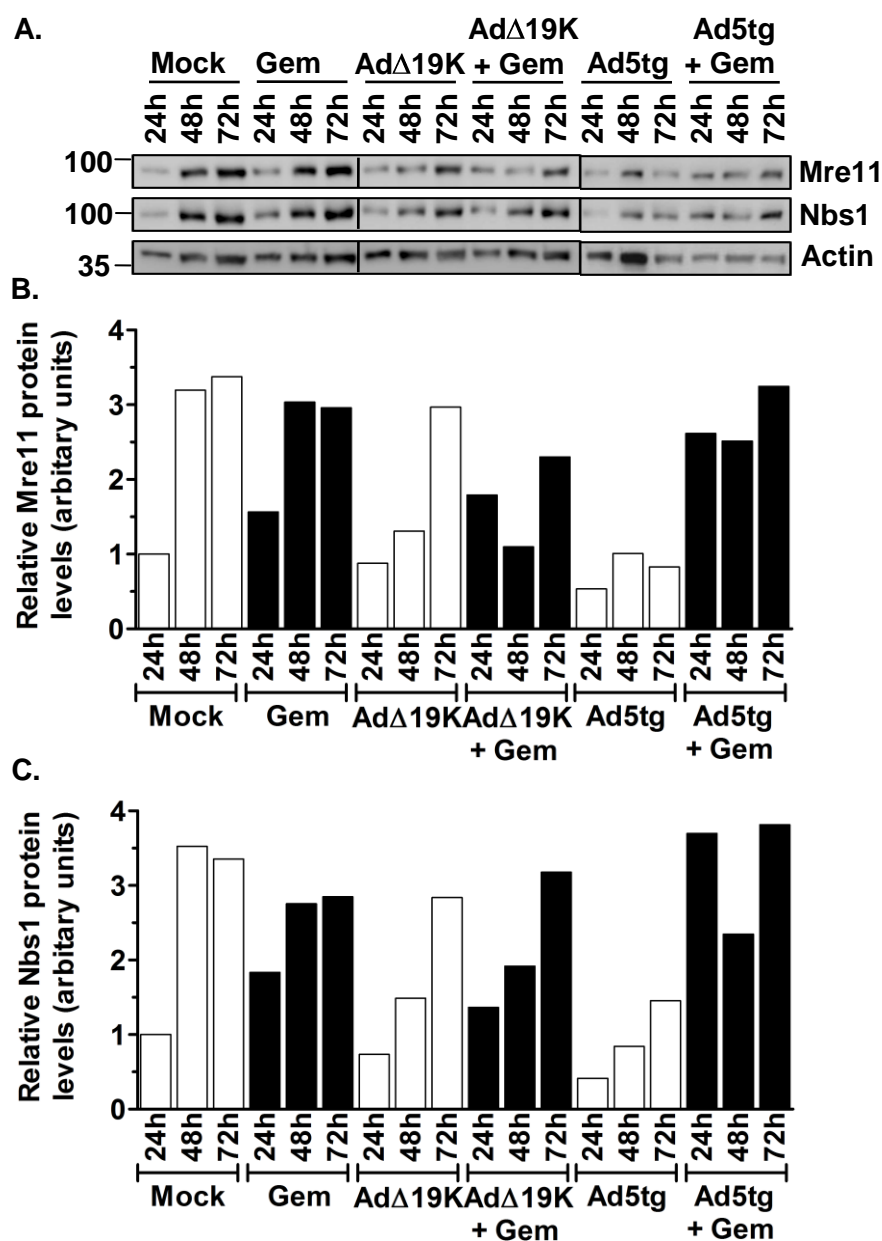 A.
Mock Gem AdΔ19K AdΔ19K + Gem Ad5tg Ad5tg + Gem
24h 48h 72h 24h 48h 72h 24h 48h 72h 24h 48h 72h 24h 48h 72h 24h 48h 72h
100 Mre11
100 Nbs1
35 Actin
B.
Relative Mre11 protein
levels (arbitary units)
4
3
2
1
0
24h 48h 72h 24h 48h 72h 24h 48h 72h 24h 48h 72h 24h 48h 72h 24h 48h 72h
Mock Gem AdΔ19K AdΔ19K Ad5tg Ad5tg
+ Gem + Gem
C.
Relative Nbs1 protein
levels (arbitary units)
4
3
2
1
0
24h 48h 72h 24h 48h 72h 24h 48h 72h 24h 48h 72h 24h 48h 72h 24h 48h 72h
Mock Gem AdΔ19K AdΔ19K Ad5tg Ad5tg
+ Gem + Gem